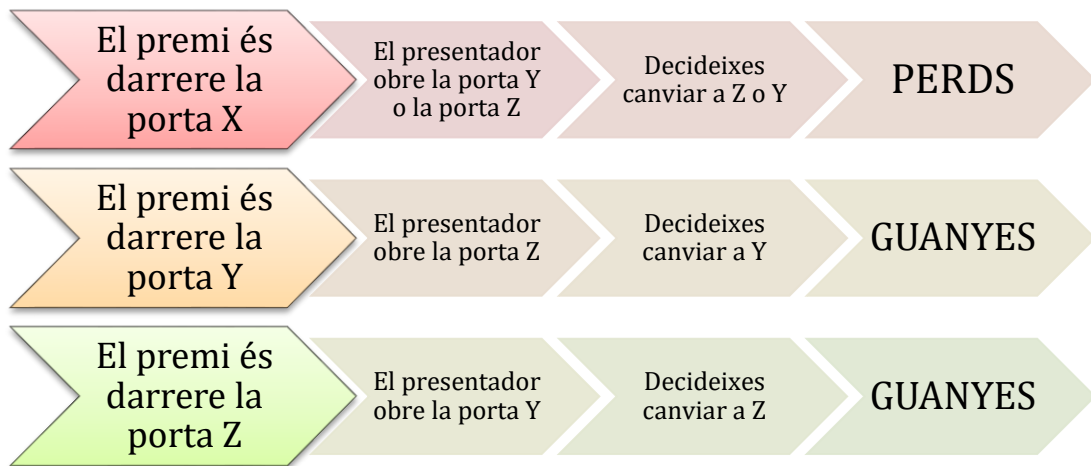 El premi és
darrere la
porta X
El presentador
obre la porta Y
o la porta Z
Decideixes
canviar a Z o Y
PERDS
El premi és
darrere la
porta Y
El presentador
obre la porta Z
Decideixes
canviar a Y
GUANYES
El premi és
darrere la
porta Z
El presentador
obre la porta Y
Decideixes
canviar a Z
GUANYES